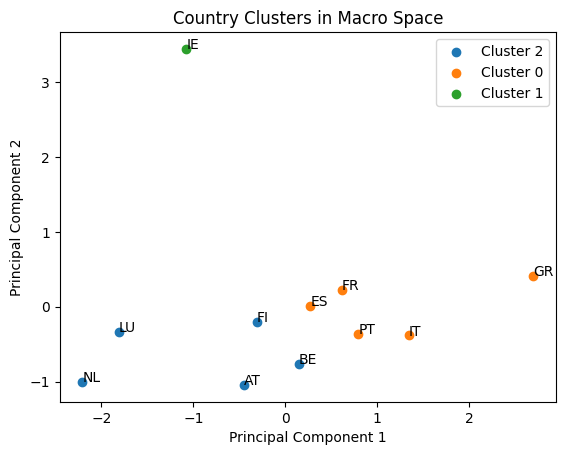 Country Clusters in Macro Space
IE
Cluster 2
Cluster 0
Cluster 1
3
2
1
0
−1
Principal Component 2
GR
FR
ES
FI
LU
PT
IT
BE
NL
AT
−2
−1
0
1
2
Principal Component 1